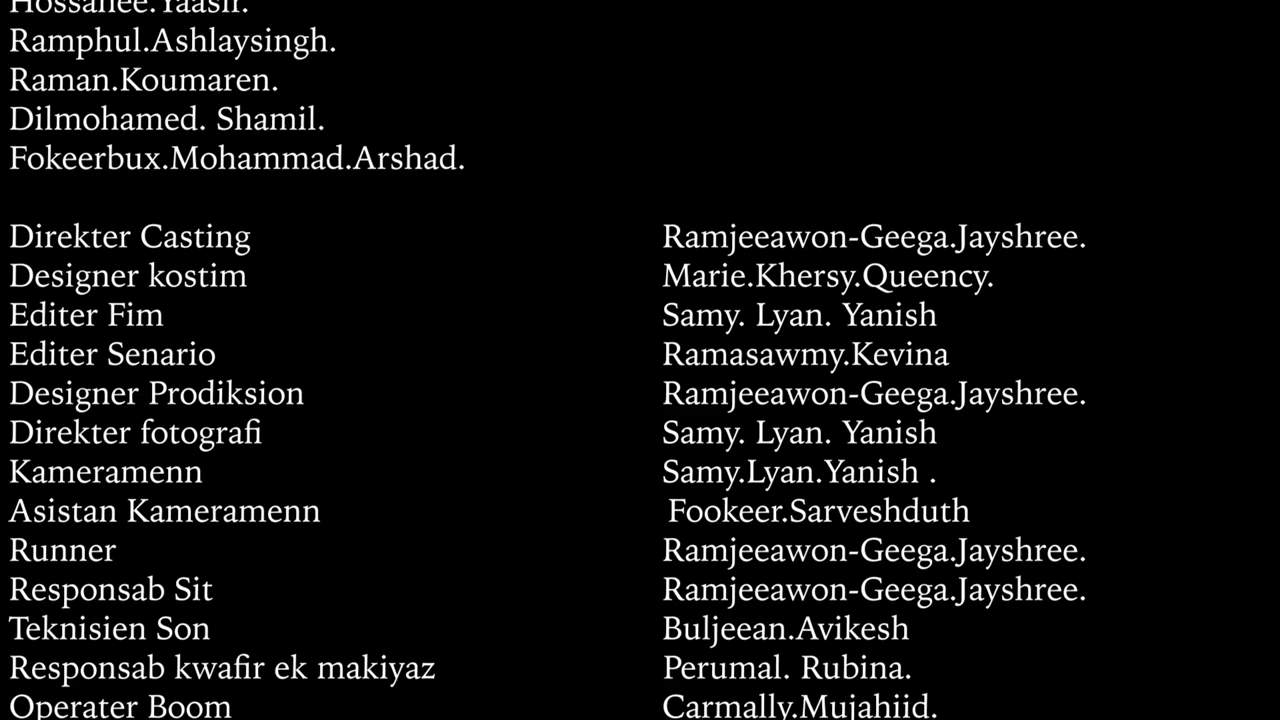 Hossanee.Yaasir.
Ramphul.Ashlaysingh.
Raman.Koumaren.
Dilmohamed. Shamil.
Fokeerbux.Mohammad.Arshad.
Direkter Casting Ramjeeawon-Geega.Jayshree.
Designer kostim Marie.Khersy.Queency.
Editer Fim Samy. Lyan. Yanish
Editer Senario Ramasawmy.Kevina
Designer Prodiksion Ramjeeawon-Geega.Jayshree.
Direkter fotografi Samy. Lyan. Yanish
Kameramenn Samy.Lyan.Yanish .
Asistan Kameramenn Fookeer.Sarveshduth
Runner Ramjeeawon-Geega.Jayshree.
Responsab Sit Ramjeeawon-Geega.Jayshree.
Teknisien Son Buljeean.Avikesh
Responsab kwafir ek makiyaz Perumal. Rubina.
Operater Boom Carmally.Mujahiid.